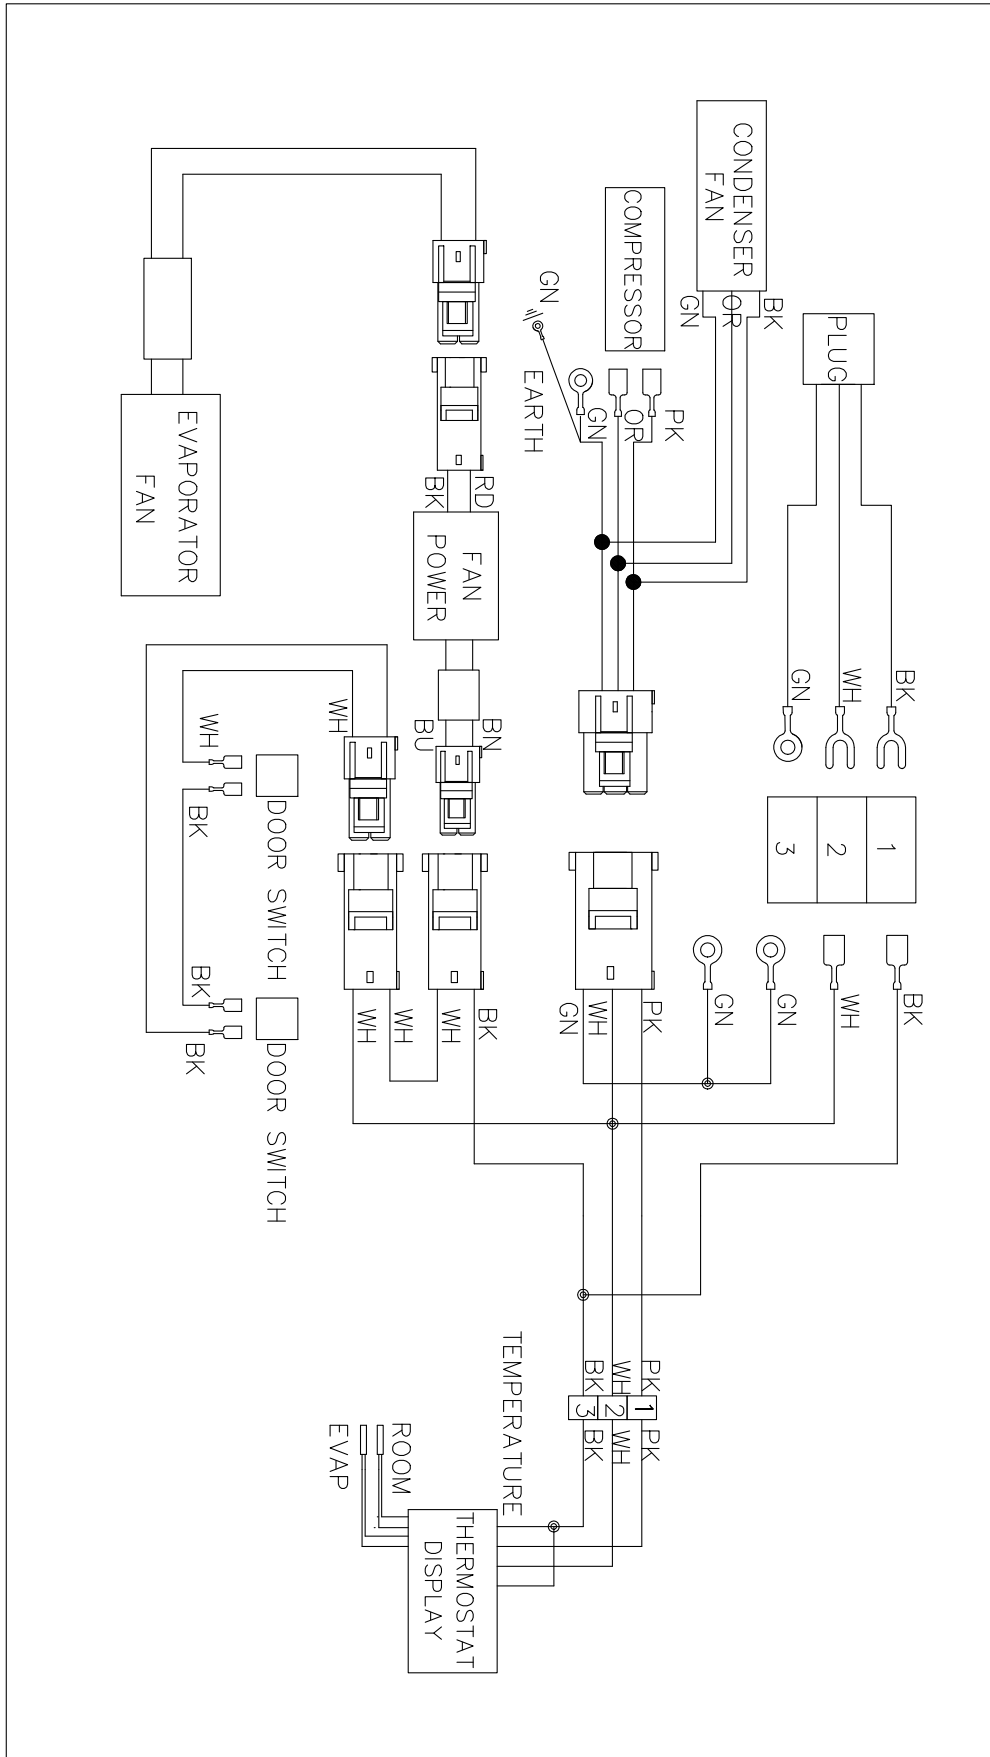 CONDENSER
FAN
BK
OR
GN
COMPRESSOR
PK
OR
GN
GN
EARTH
PLUG
BK
WH
GN
1
2
3
BK
WH
GN
GN
PK
WH
GN
RD
BK
FAN
POWER
BN
BU
EVAPORATOR
FAN
WH
WH
BK
DOOR SWITCH
BK
BK
DOOR SWITCH
BK
WH
WH
WH
PK
WH
BK
1
2
3
PK
WH
BK
TEMPERATURE
ROOM
EVAP
THERMOSTAT
DISPLAY